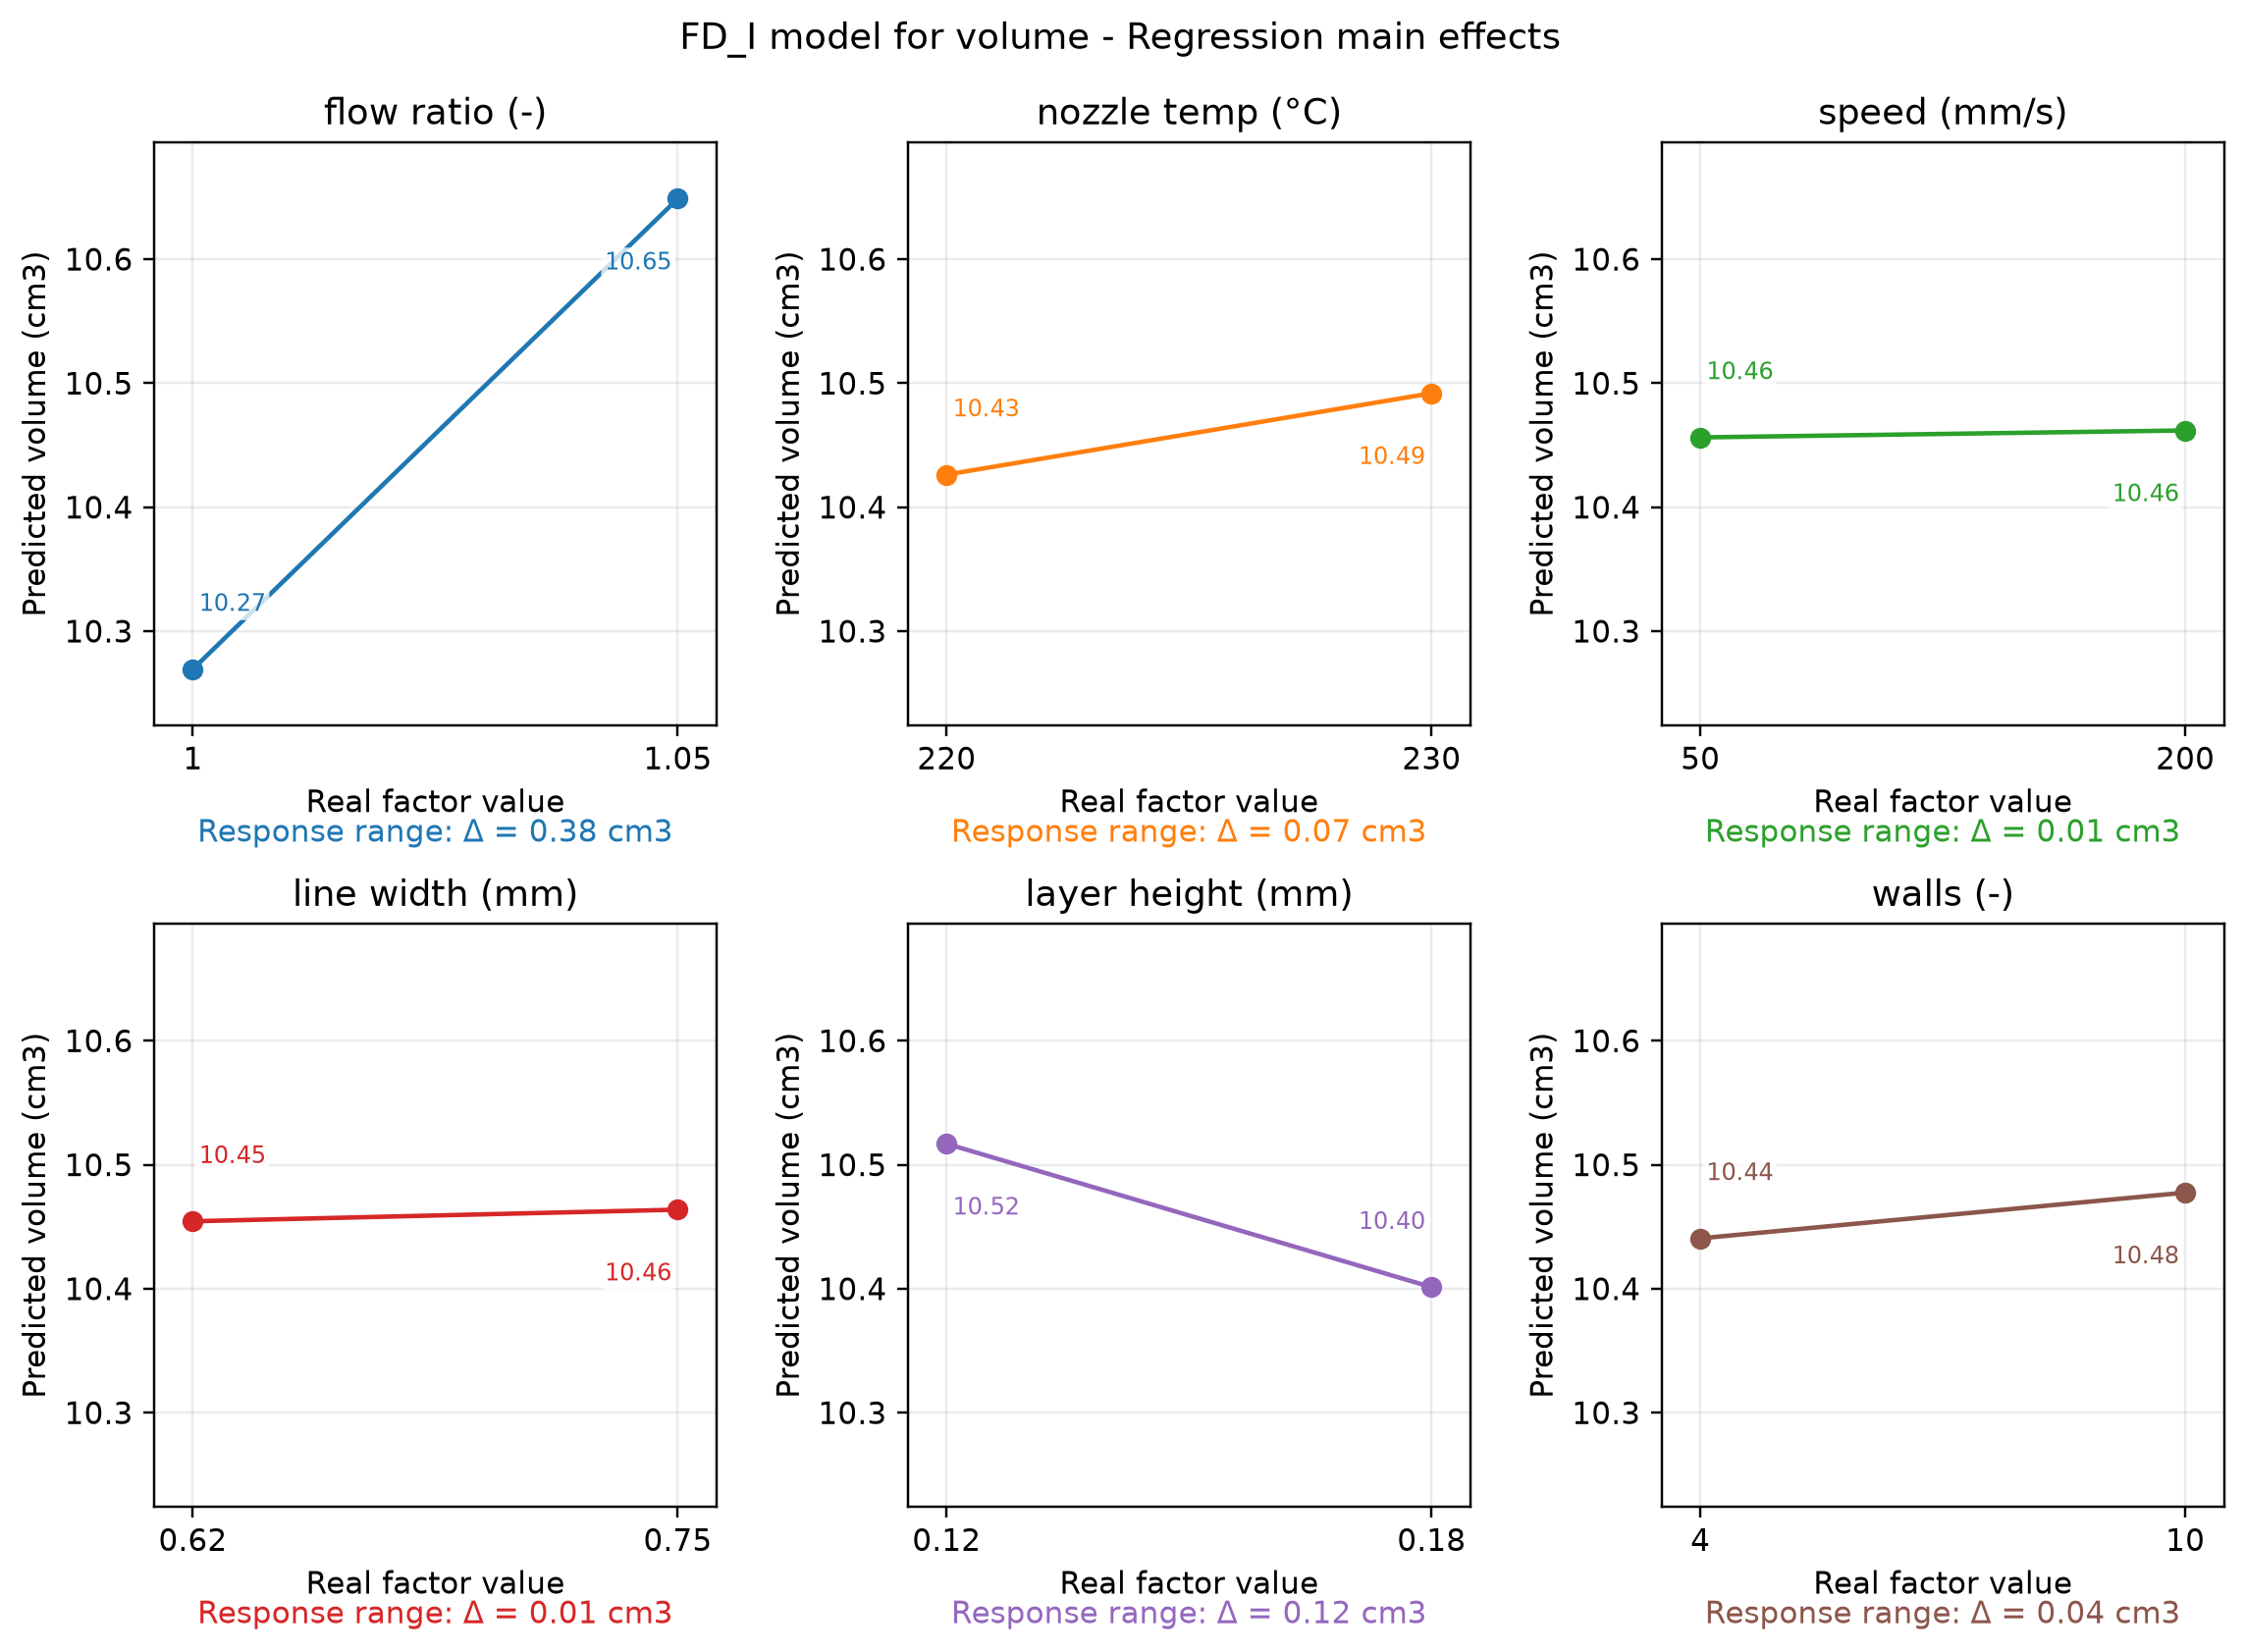 FD_I model for volume - Regression main effects
flow ratio (-)
Predicted volume (cm3)
10.6
10.5
10.4
10.3
10.65
10.27
1
1.05
Real factor value
Response range: Δ = 0.38 cm3
nozzle temp (°C)
Predicted volume (cm3)
10.6
10.5
10.4
10.3
10.43
10.49
220
230
Real factor value
Response range: Δ = 0.07 cm3
speed (mm/s)
Predicted volume (cm3)
10.6
10.5
10.4
10.3
10.46
10.46
50
200
Real factor value
Response range: Δ = 0.01 cm3
line width (mm)
Predicted volume (cm3)
10.6
10.5
10.4
10.3
10.45
10.46
0.62
0.75
Real factor value
Response range: Δ = 0.01 cm3
layer height (mm)
Predicted volume (cm3)
10.6
10.5
10.4
10.3
10.52
10.40
0.12
0.18
Real factor value
Response range: Δ = 0.12 cm3
walls (-)
Predicted volume (cm3)
10.6
10.5
10.4
10.3
10.44
10.48
4
10
Real factor value
Response range: Δ = 0.04 cm3